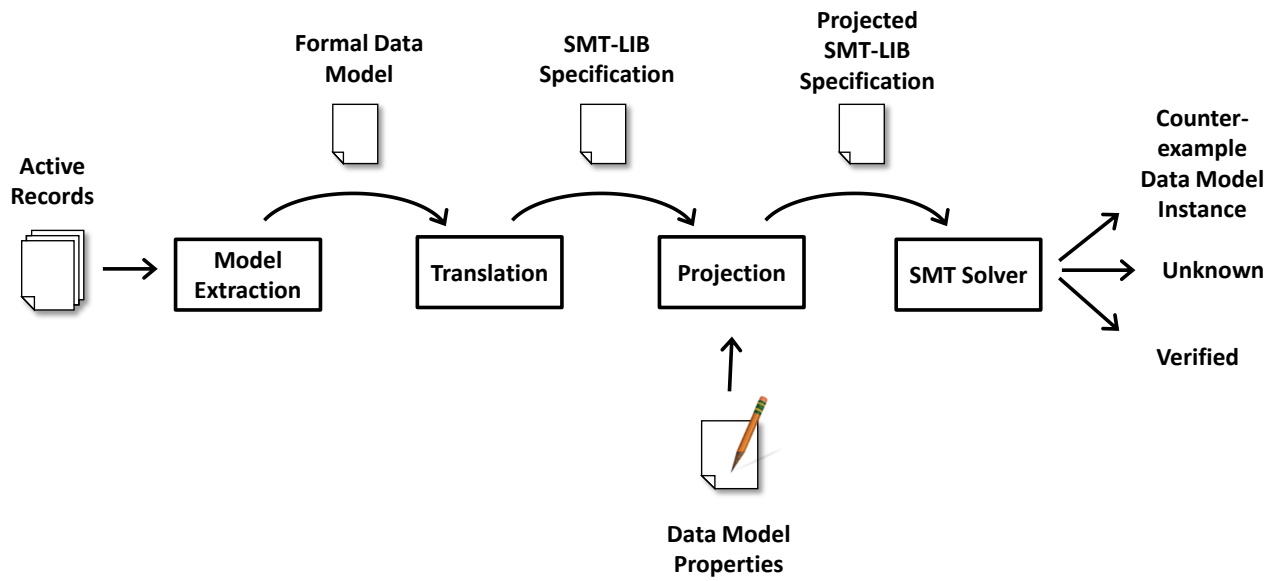 Active
Records
Model
Extraction
Formal Data
Model
Translation
SMT-LIB
Specification
Projection
Data Model
Properties
Projected
SMT-LIB
Specification
SMT Solver
Counter-
example
Data Model
Instance
Unknown
Verified